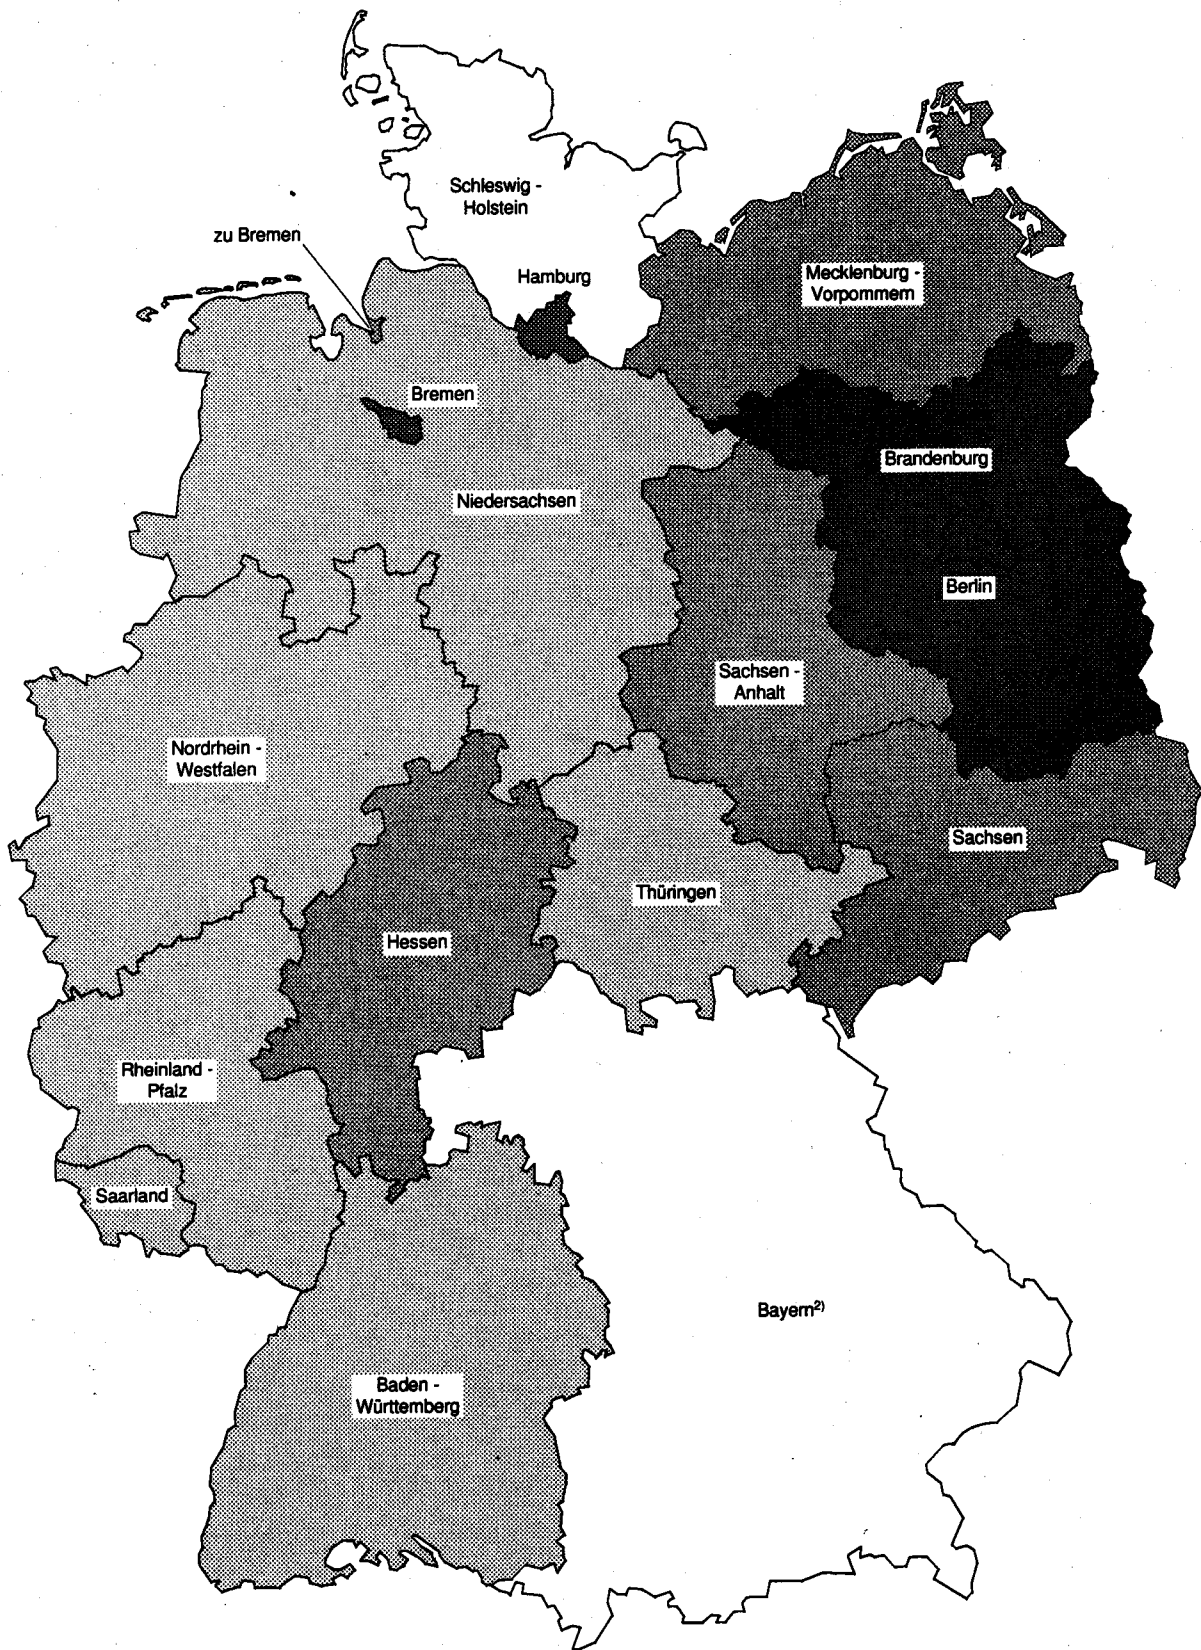 Schleswig -
Holstein
zu Bremen
Hamburg
Mecklenburg -
Vorpommern
Bremen
Brandenburg
Niedersachsen
Berlin
Sachsen -
Anhalt
Nordrhein -
Westfalen
Sachsen
Thüringen
Hessen
Rheinland -
Pfalz
Saarland
Bayern²⁾
Baden -
Württemberg